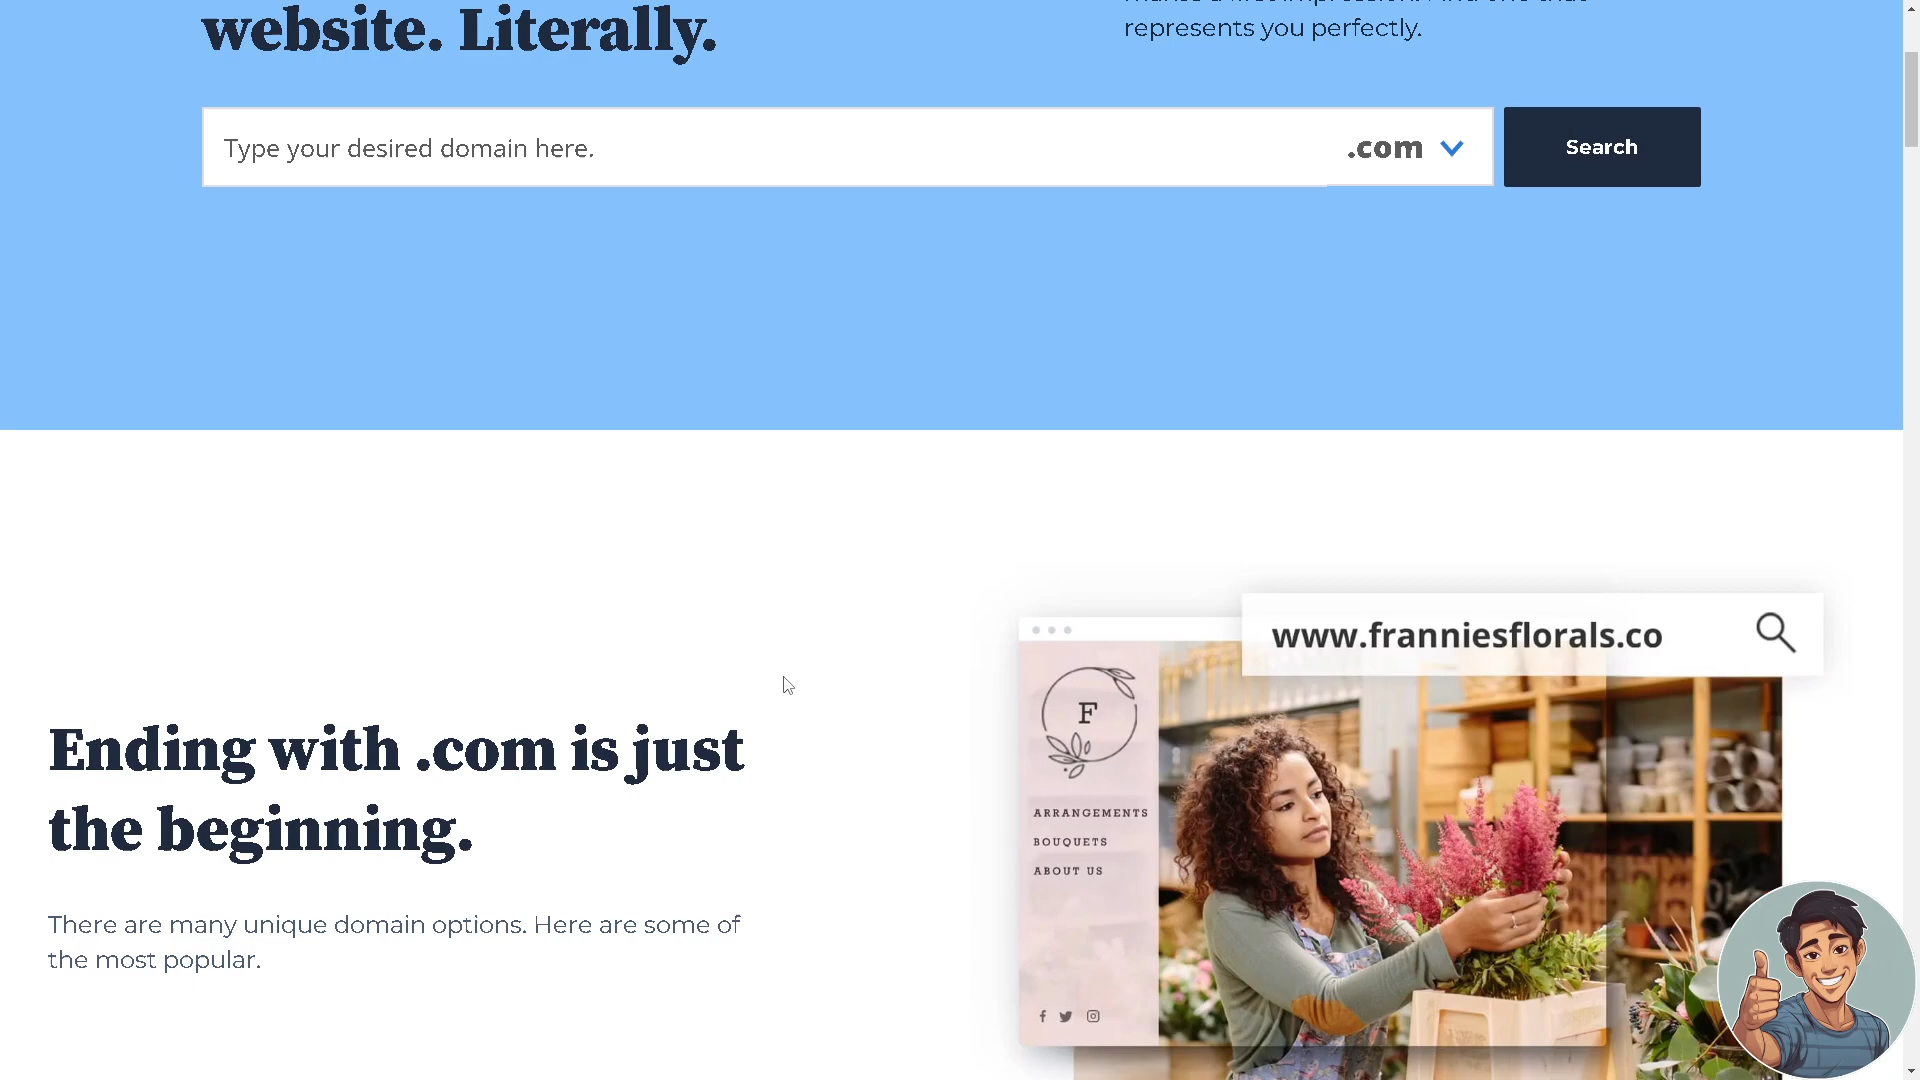 website. Literally.
represents you perfectly.
Type your desired domain here.
.com
Search
www.franniesflorals.co
F
ARRANGEMENTS
BOUQUETS
ABOUT US
Ending with .com is just
the beginning.
There are many unique domain options. Here are some of
the most popular.